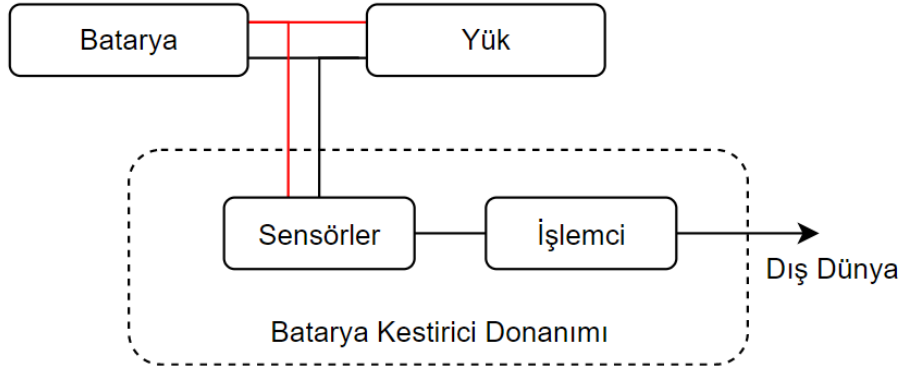 Batarya
Yük
Sensörler
İşlemci
Dış Dünya
Batarya Kestirici Donanımı